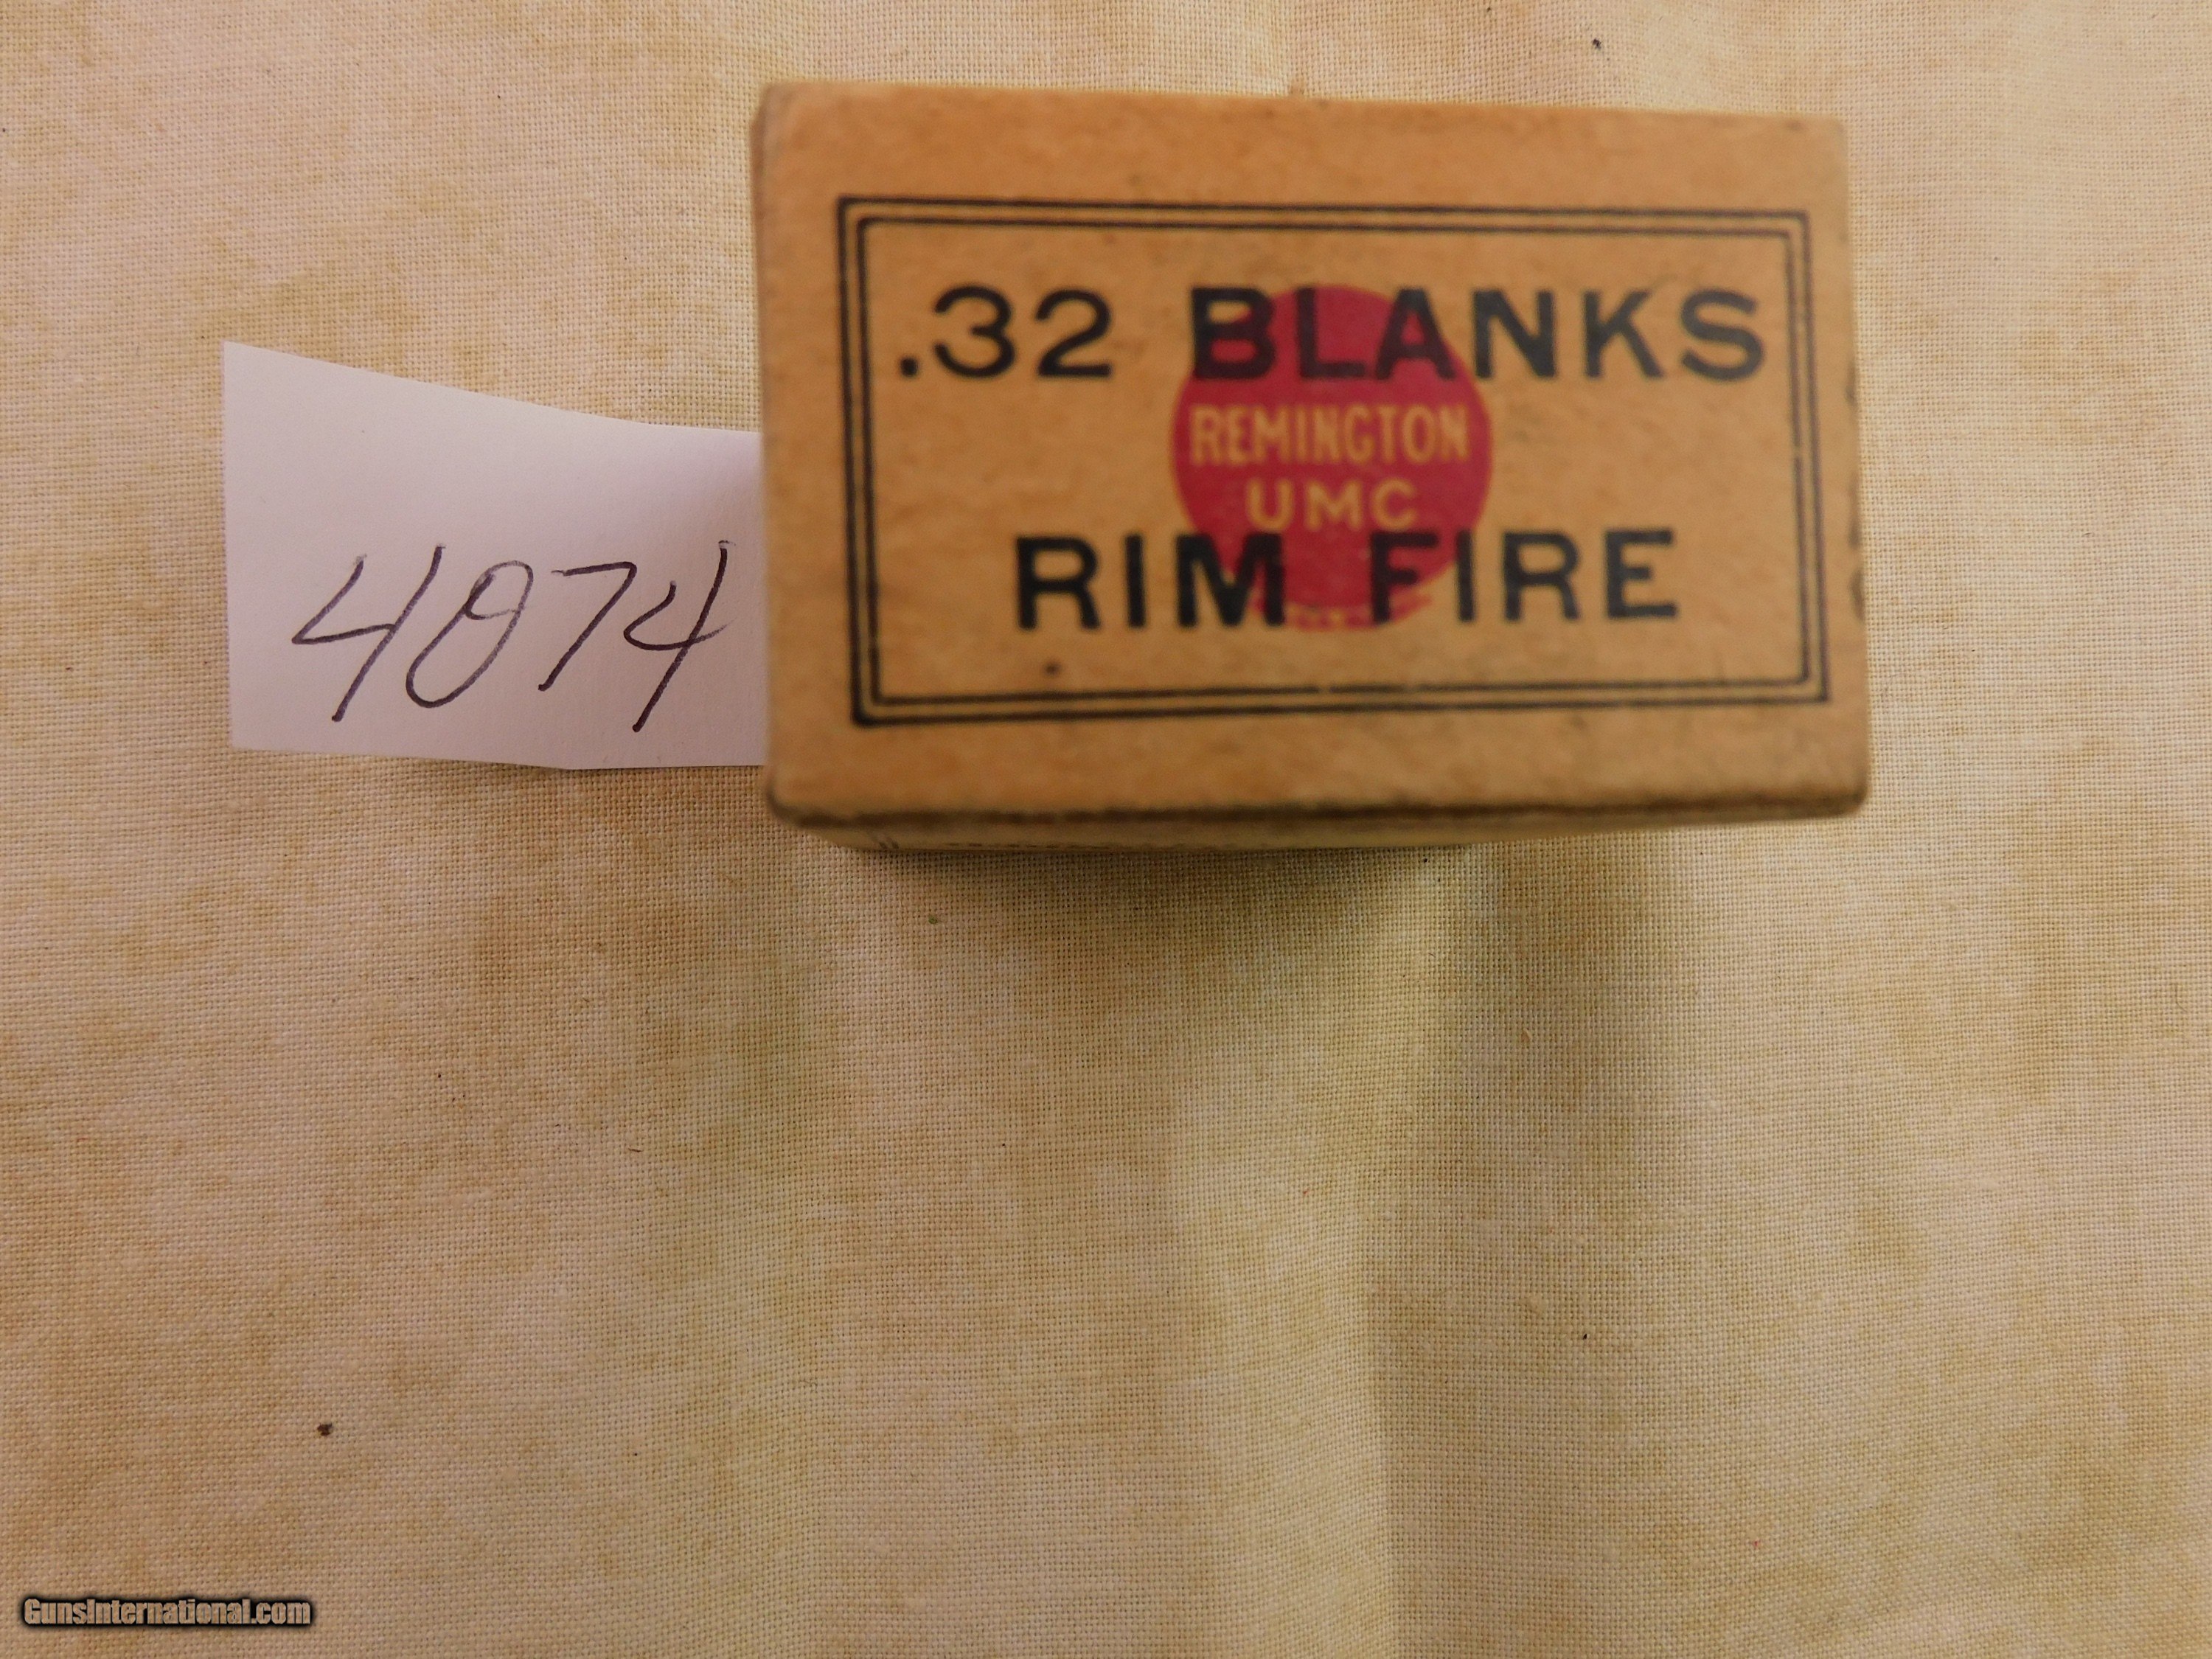 .32 BLANKS
REMINGTON
UMC
RIM FIRE
4074
GunsInternational.com